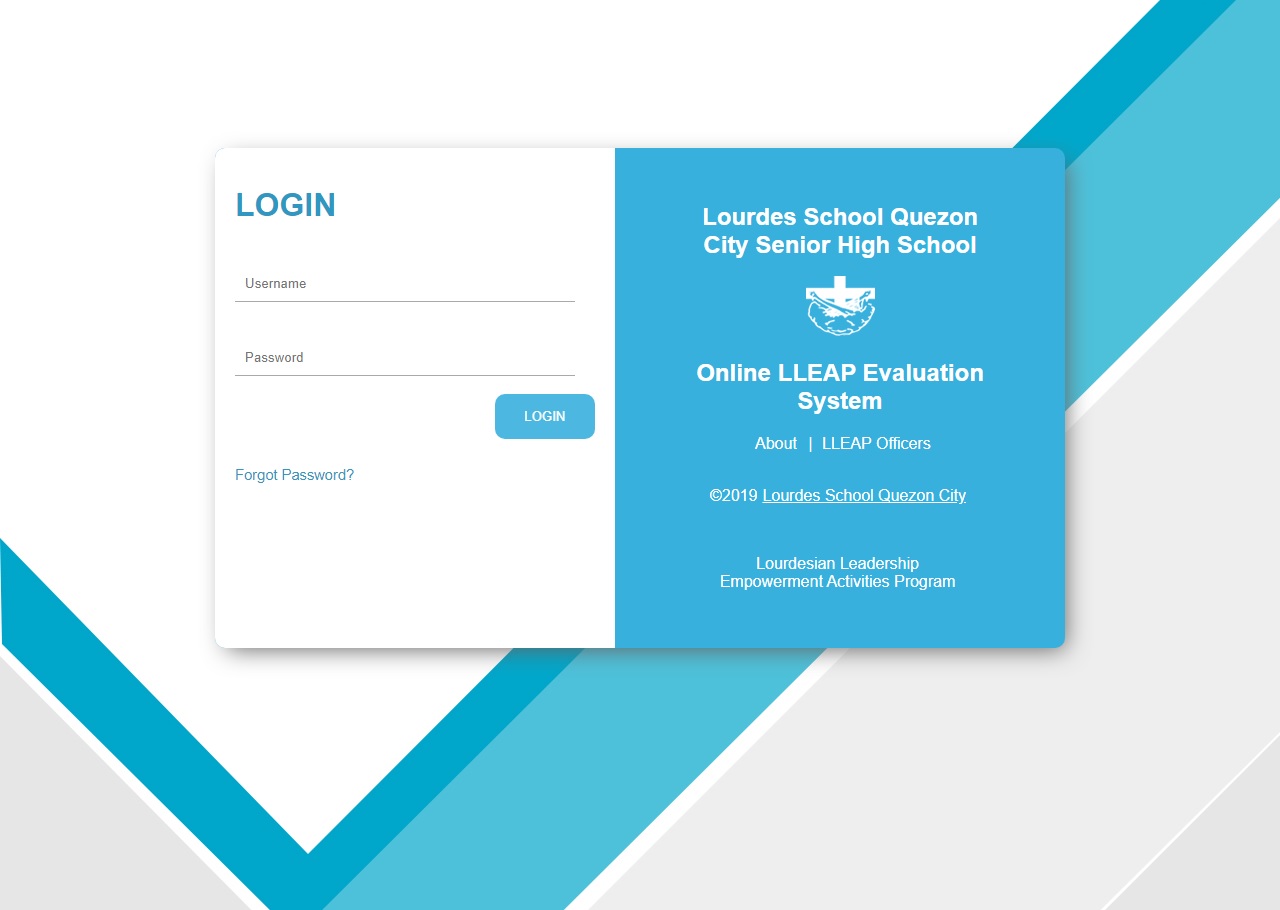 LOGIN
Username
Password
LOGIN
Forgot Password?
Lourdes School Quezon
City Senior High School
Online LLEAP Evaluation
System
About | LLEAP Officers
©2019 Lourdes School Quezon City
Lourdesian Leadership
Empowerment Activities Program